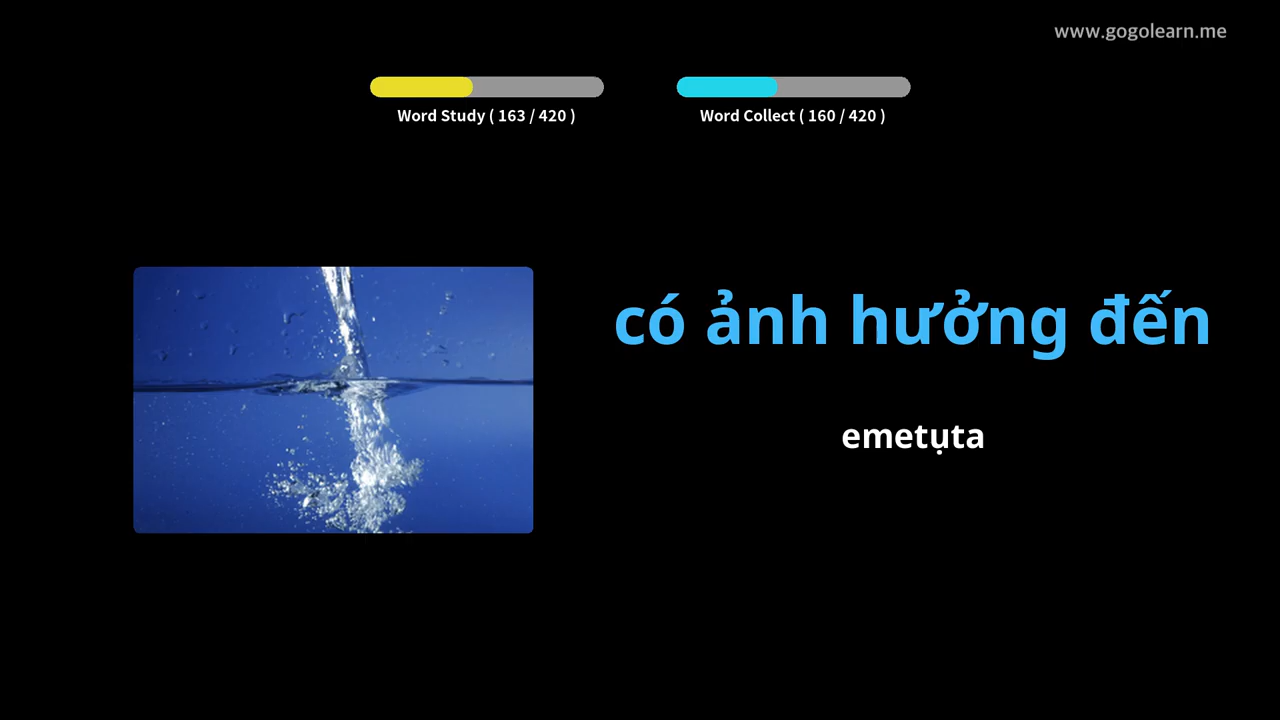 www.gogolearn.me
Word Study ( 163 / 420 )
Word Collect ( 160 / 420 )
có ảnh hưởng đến
emetụta